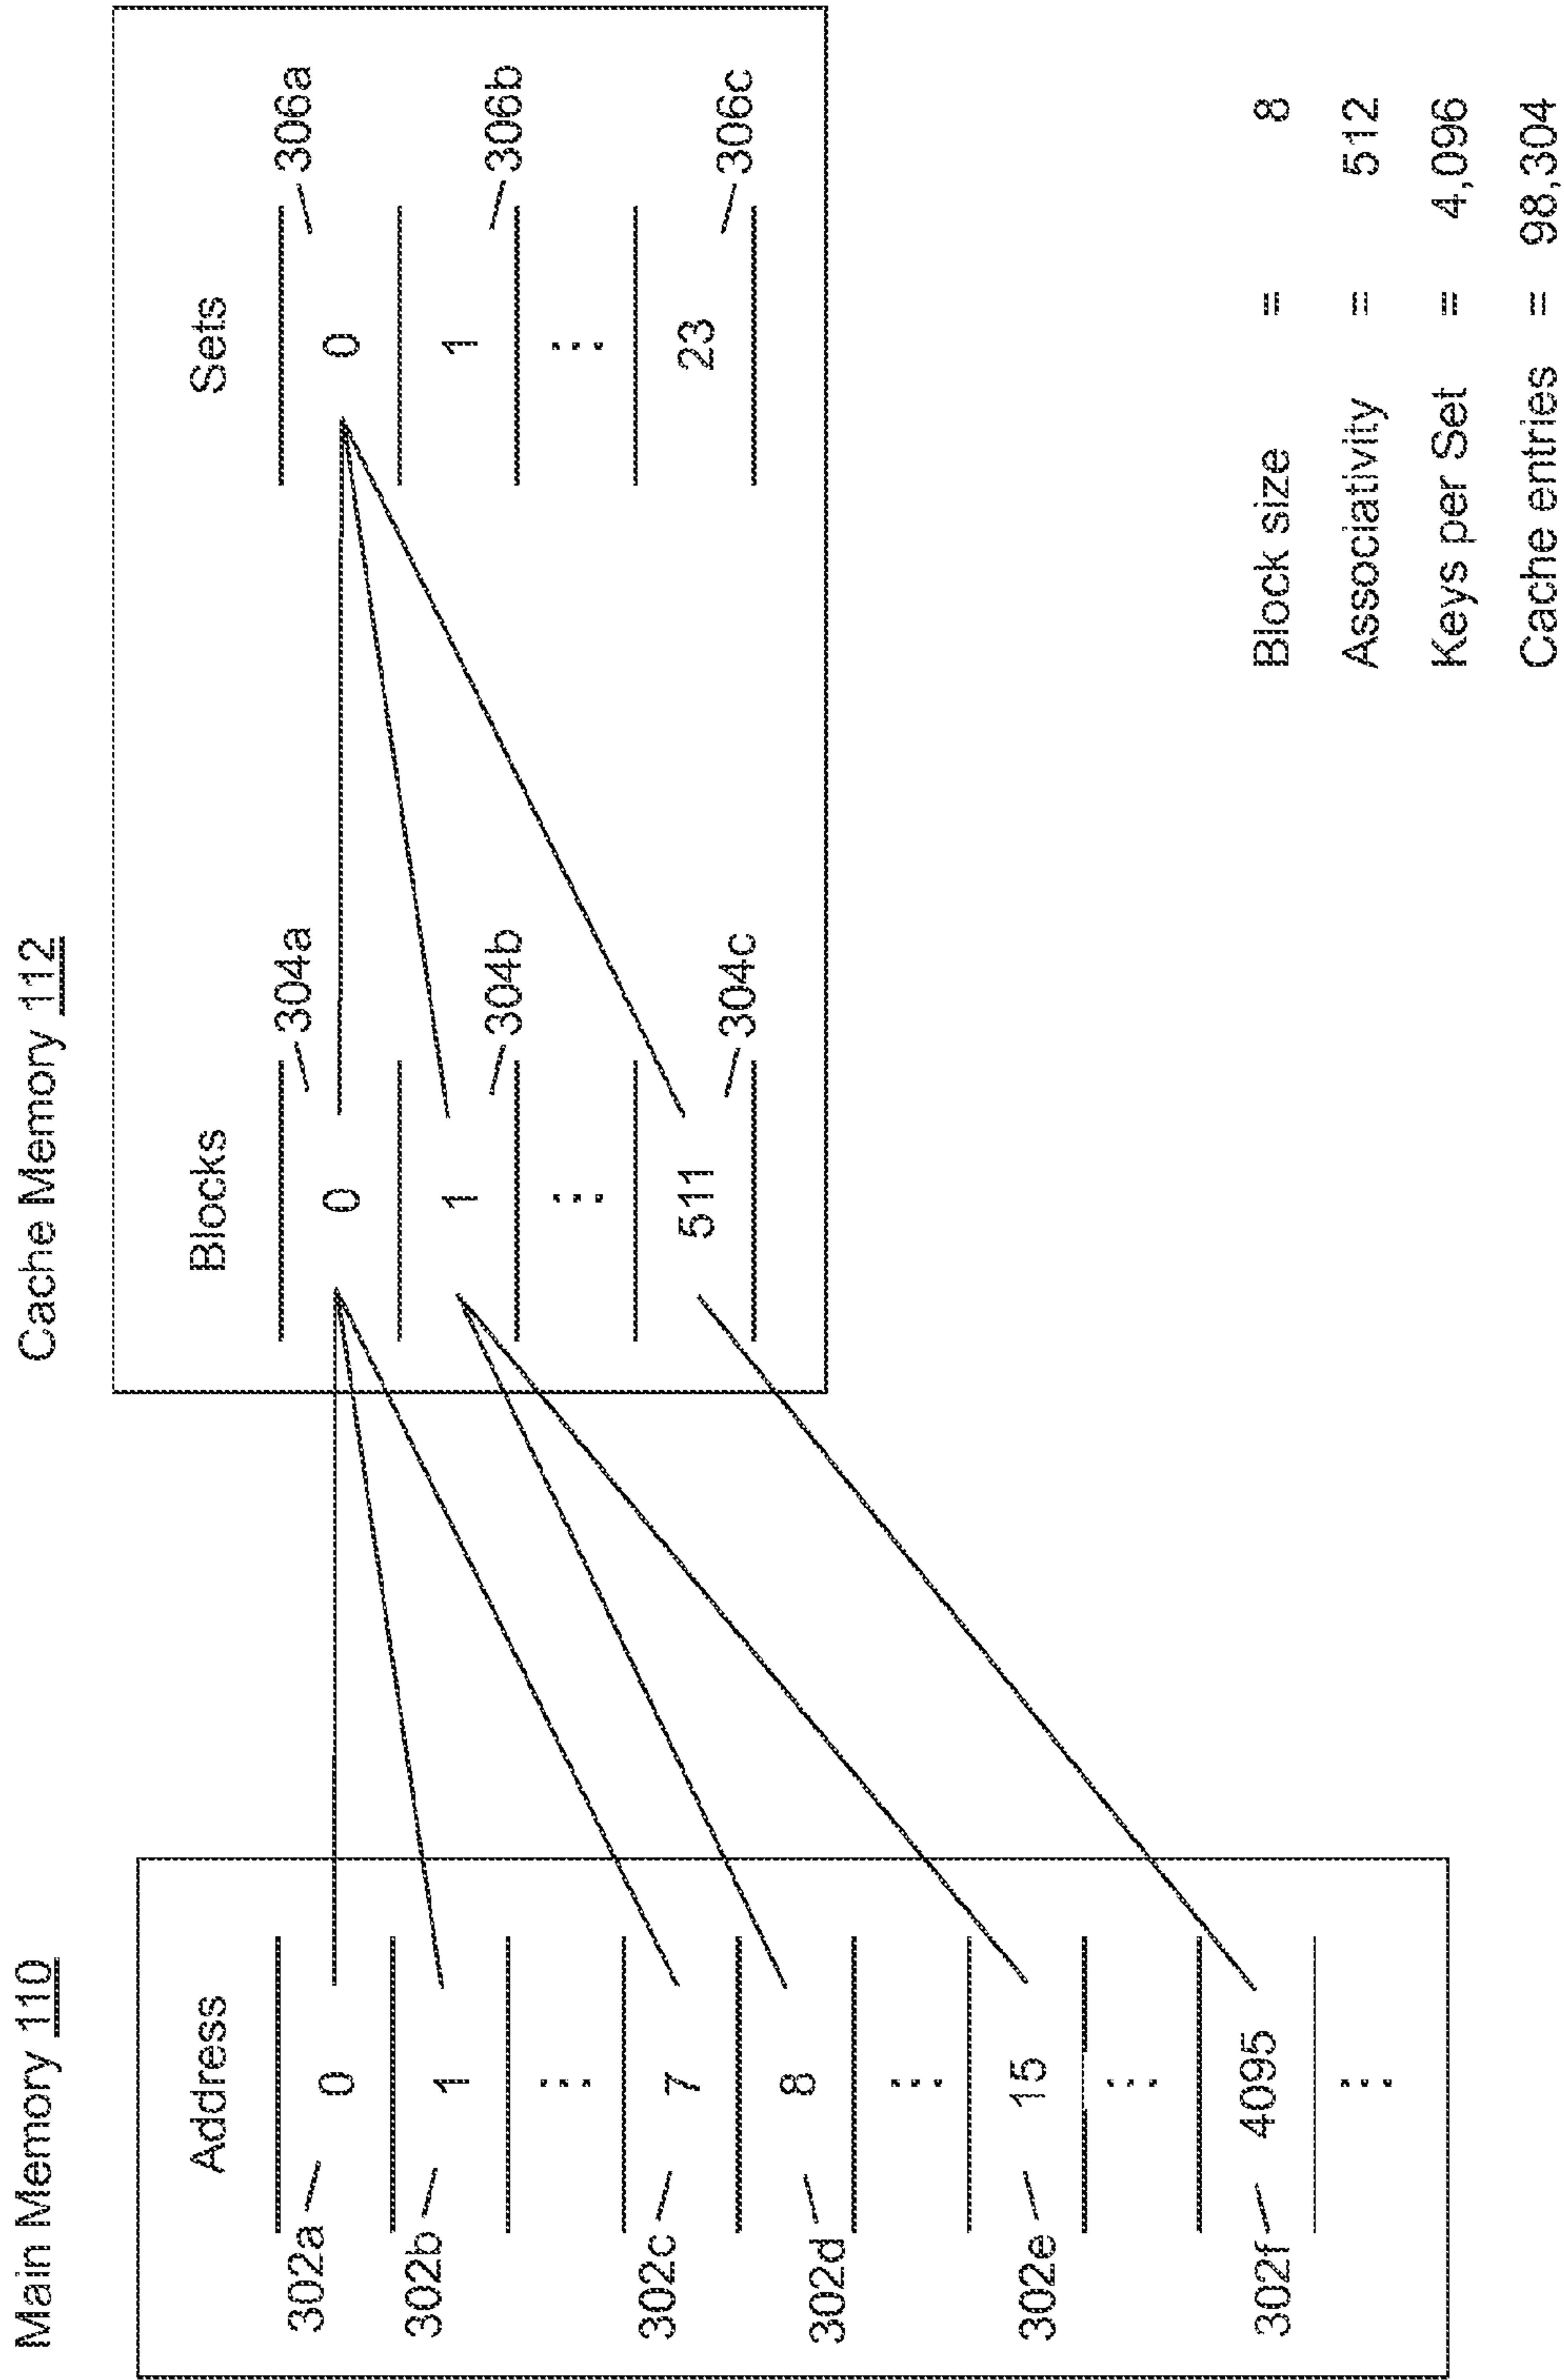 Main Memory 110
Cache Memory 112
Address
302a 0
302b 1
⋮
302c 7
302d 8
⋮
302e 15
⋮
302f 4095
⋮
Blocks
0 304a
1 304b
⋮
511 304c
Sets
0 306a
1 306b
⋮
23 306c
Block size = 8
Associativity = 512
Keys per Set = 4,096
Cache entries = 98,304